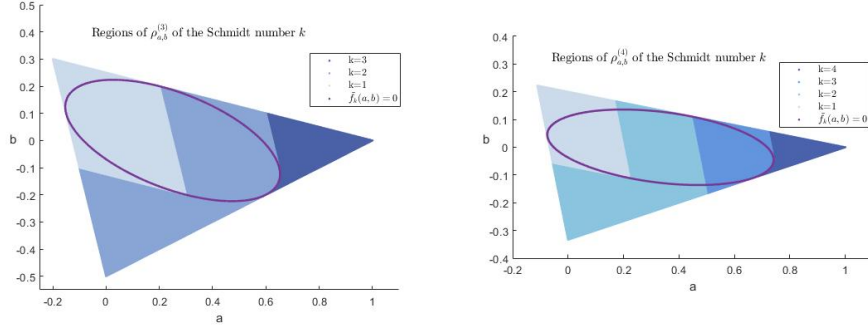 Regions of ρ_{a,b}^{(3)} of the Schmidt number k
k=3
k=2
k=1
f̃_k(a,b)=0
0.5
0.4
0.3
0.2
0.1
0
-0.1
-0.2
-0.3
-0.4
-0.5
b
-0.2 0 0.2 0.4 0.6 0.8 1
a
Regions of ρ_{a,b}^{(4)} of the Schmidt number k
k=4
k=3
k=2
k=1
f̃_k(a,b)=0
0.4
0.3
0.2
0.1
0
-0.1
-0.2
-0.3
-0.4
b
-0.2 0 0.2 0.4 0.6 0.8 1
a